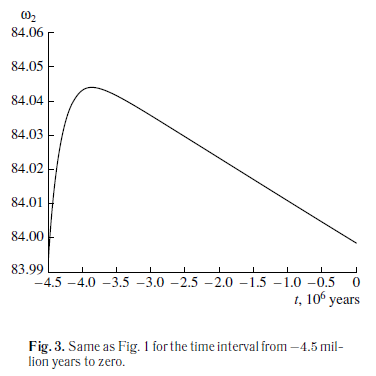 ω₂
84.06
84.05
84.04
84.03
84.02
84.01
84.00
83.99
−4.5 −4.0 −3.5 −3.0 −2.5 −2.0 −1.5 −1.0 −0.5 0
t, 10⁶ years
Fig. 3. Same as Fig. 1 for the time interval from −4.5 mil-
lion years to zero.